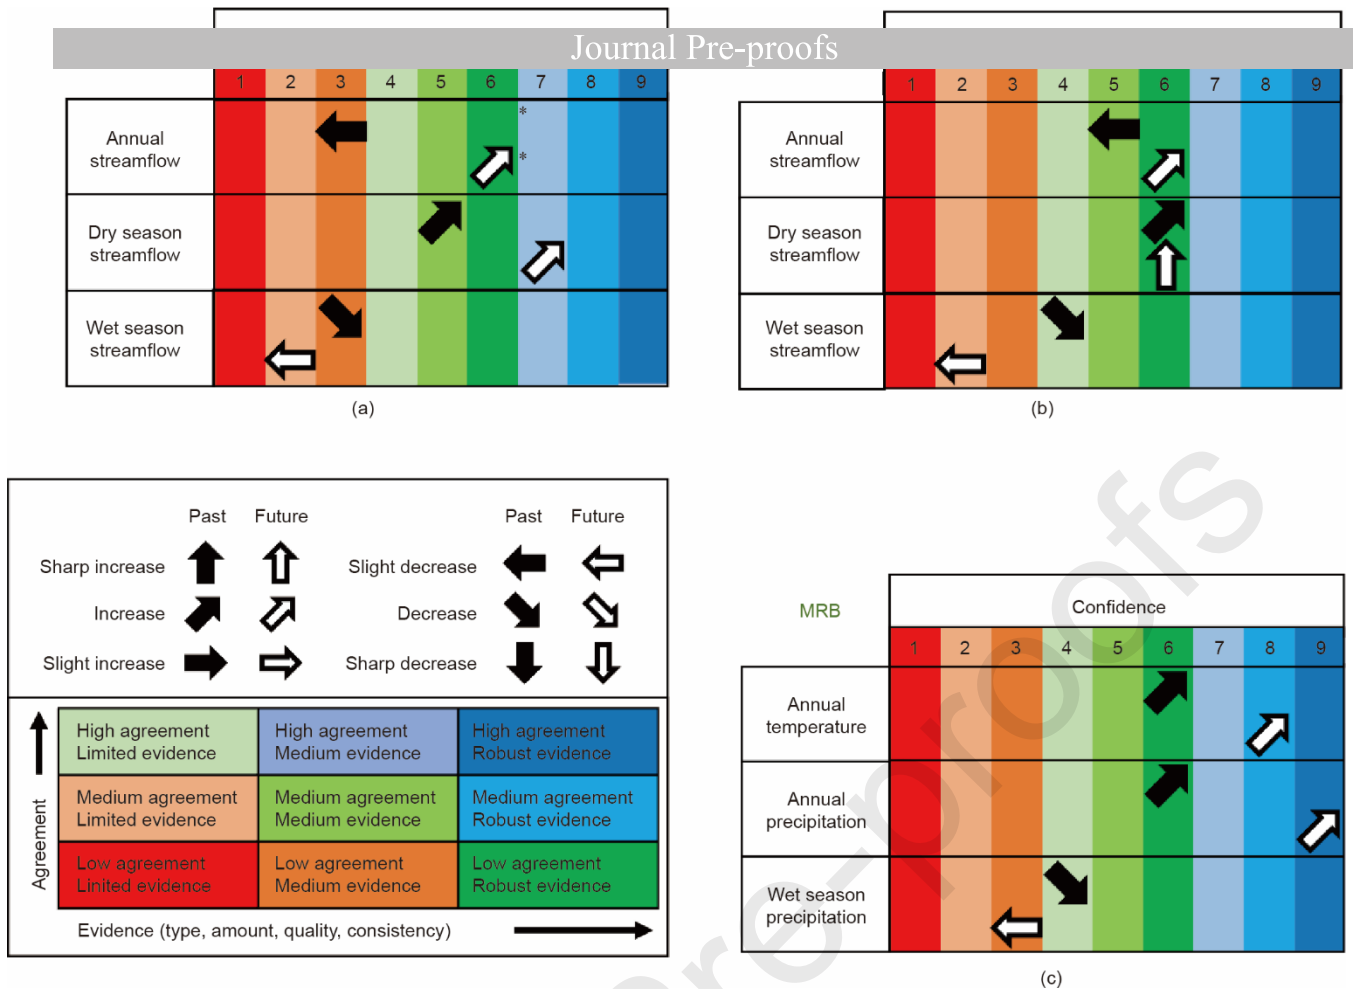 Journal Pre-proofs
1 2 3 4 5 6 7 8 9
Annual
streamflow
*
*
Dry season
streamflow
Wet season
streamflow
(a)
1 2 3 4 5 6 7 8 9
Annual
streamflow
Dry season
streamflow
Wet season
streamflow
(b)
Past Future
Sharp increase
Increase
Slight increase
Past Future
Slight decrease
Decrease
Sharp decrease
Agreement
High agreement
Limited evidence
High agreement
Medium evidence
High agreement
Robust evidence
Medium agreement
Limited evidence
Medium agreement
Medium evidence
Medium agreement
Robust evidence
Low agreement
Linited evidence
Low agreement
Medium evidence
Low agreement
Robust evidence
Evidence (type, amount, quality, consistency)
MRB
Confidence
1 2 3 4 5 6 7 8 9
Annual
temperature
Annual
precipitation
Wet season
precipitation
(c)
re-proofs